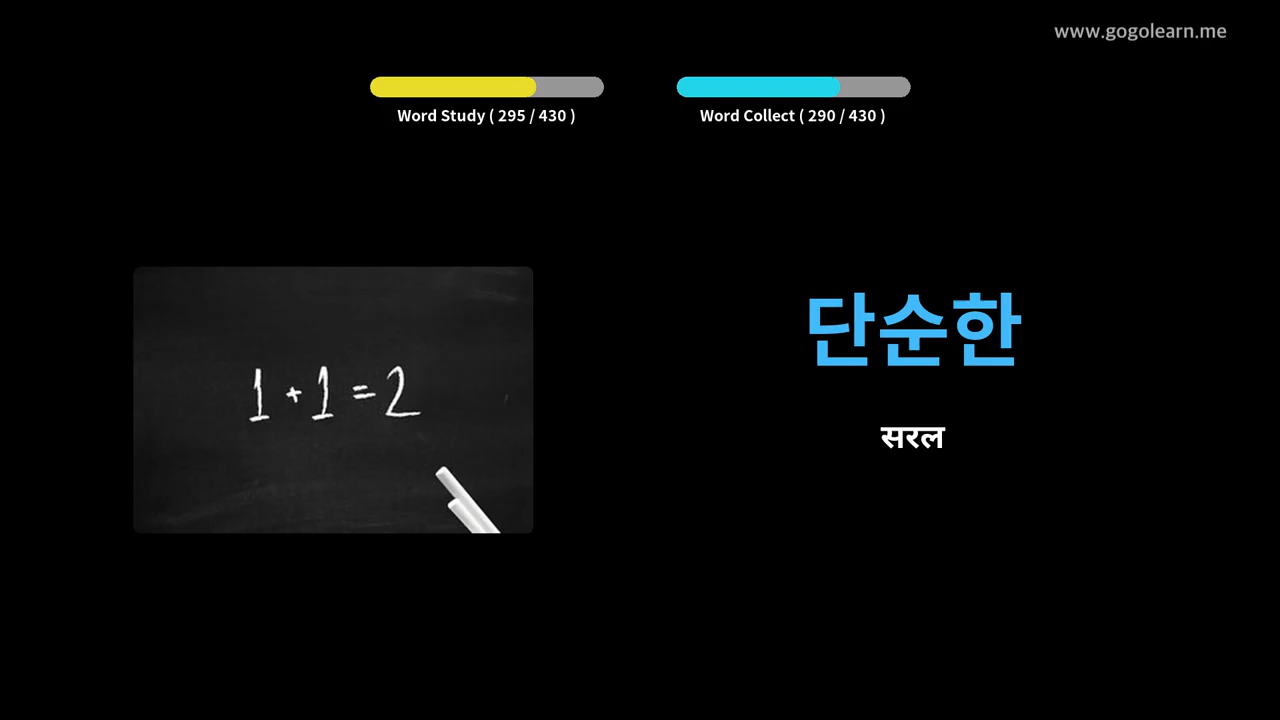 www.gogolearn.me
Word Study ( 295 / 430 )
Word Collect ( 290 / 430 )
1 + 1 = 2
단순한
सरल